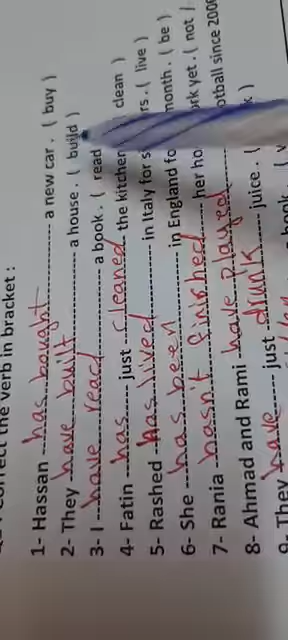 correct the verb in bracket :
1- Hassan has bought a new car . ( buy )
2- They have built a house . ( build )
3- I have read a book . ( read
4- Fatin has just cleaned the kitchen clean )
5- Rashed has lived in Italy for rs . ( live )
6- She has been in England fo month . ( be )
7- Rania hasn't finished her ho rk yet . ( not
8- Ahmad and Rami have played otball since 200
9- They have just drunk juice . (